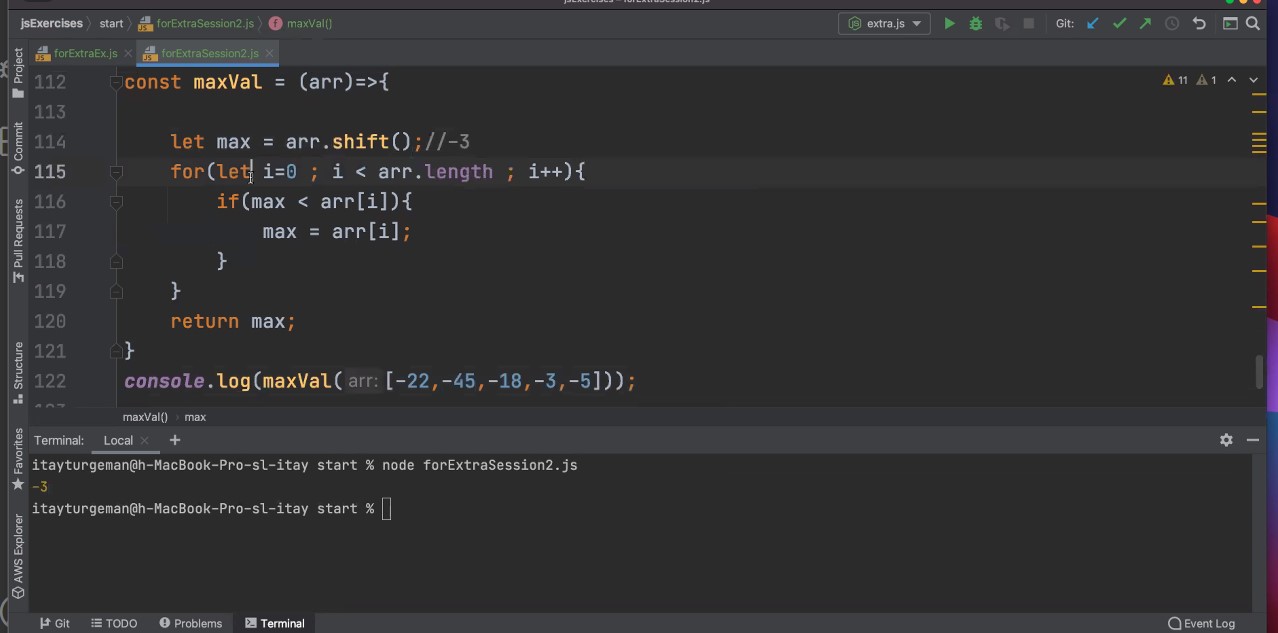 forExtraSession2.js
jsExercises start forExtraSession2.js maxVal()
extra.js
Git:
forExtraEx.js forExtraSession2.js
Project
Commit
Pull Requests
Structure
Favorites
AWS Explorer
11 1
112 const maxVal = (arr)=>{
113
114 let max = arr.shift();//-3
115 for(let i=0 ; i < arr.length ; i++){
116 if(max < arr[i]){
117 max = arr[i];
118 }
119 }
120 return max;
121 }
122 console.log(maxVal( arr: [-22,-45,-18,-3,-5]));
maxVal() max
Terminal: Local
itayturgeman@h-MacBook-Pro-sl-itay start % node forExtraSession2.js
-3
itayturgeman@h-MacBook-Pro-sl-itay start %
Git TODO Problems Terminal Event Log